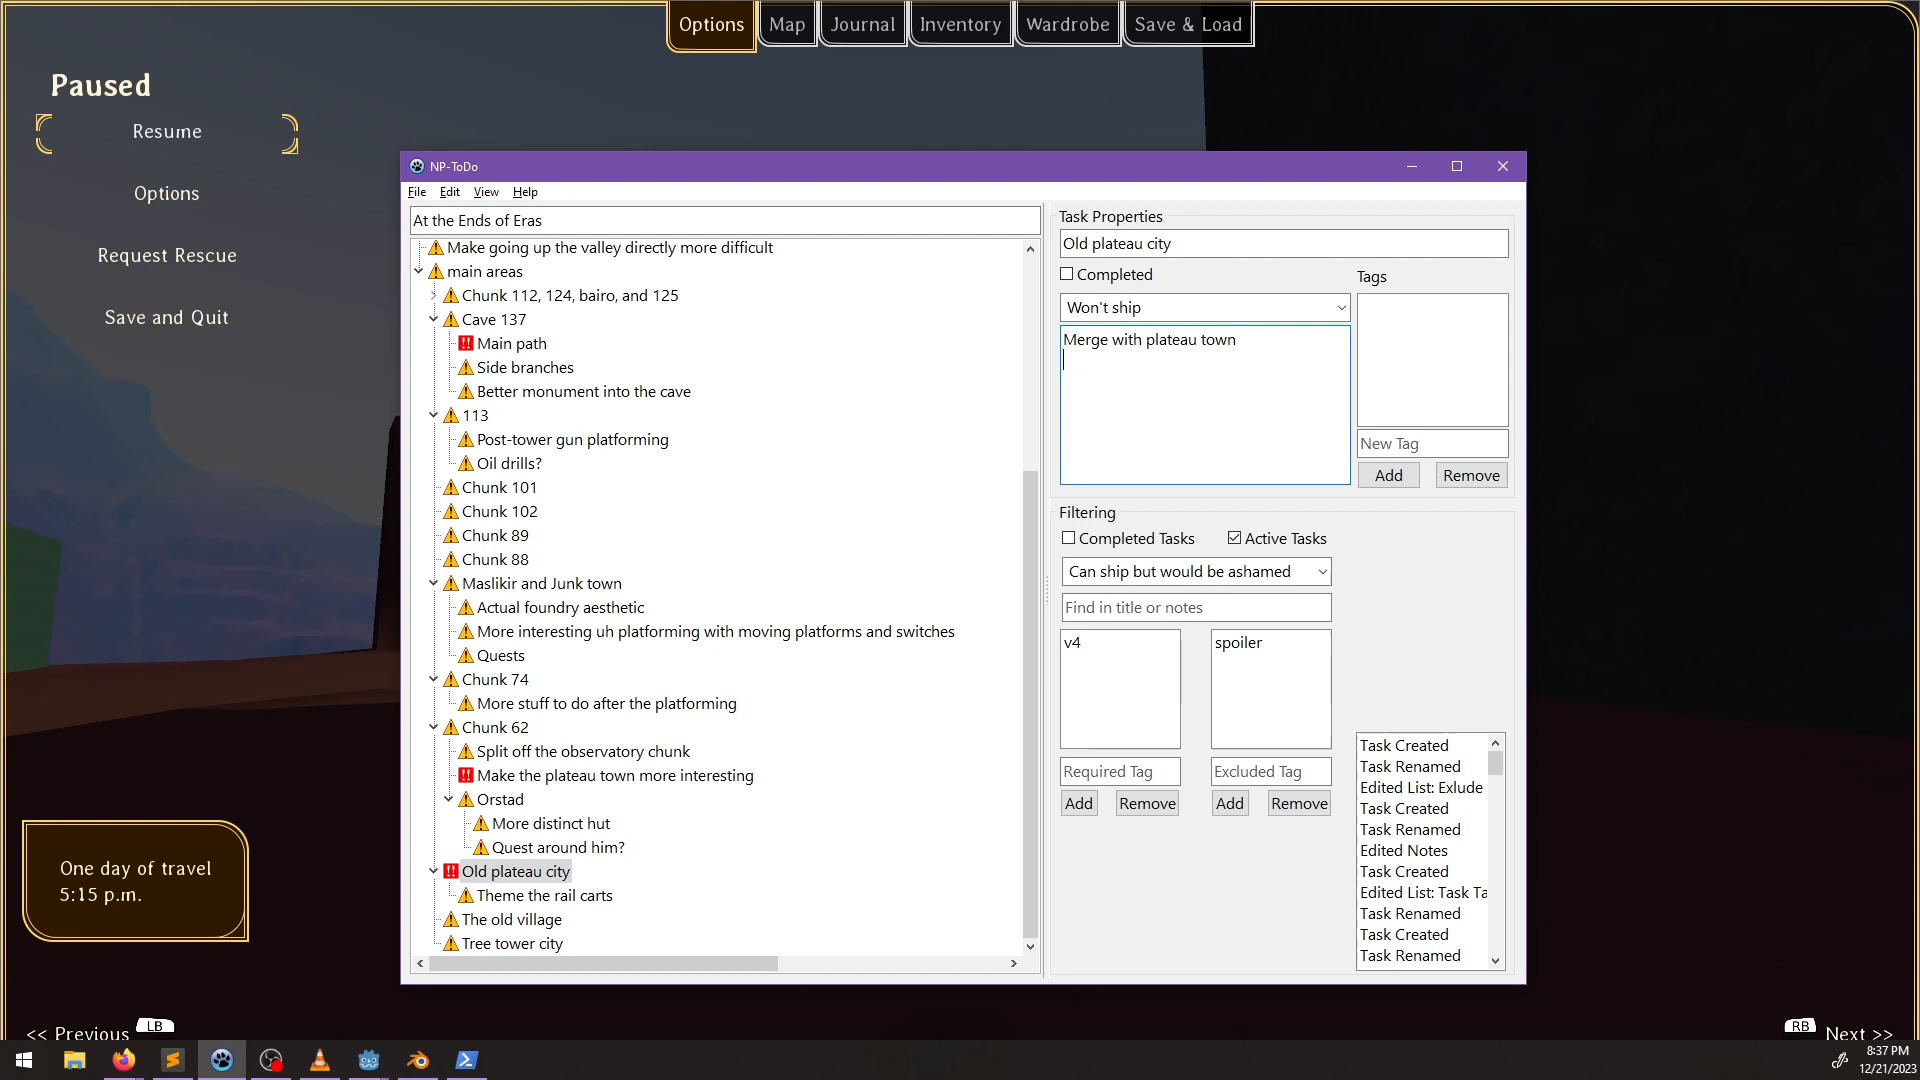 Options
Map
Journal
Inventory
Wardrobe
Save & Load
Paused
Resume
Options
Request Rescue
Save and Quit
One day of travel
5:15 p.m.
<< Previous
LB
RB
Next >>
NP-ToDo
File
Edit
View
Help
At the Ends of Eras
Make going up the valley directly more difficult
main areas
Chunk 112, 124, bairo, and 125
Cave 137
Main path
Side branches
Better monument into the cave
113
Post-tower gun platforming
Oil drills?
Chunk 101
Chunk 102
Chunk 89
Chunk 88
Maslikir and Junk town
Actual foundry aesthetic
More interesting uh platforming with moving platforms and switches
Quests
Chunk 74
More stuff to do after the platforming
Chunk 62
Split off the observatory chunk
Make the plateau town more interesting
Orstad
More distinct hut
Quest around him?
Old plateau city
Theme the rail carts
The old village
Tree tower city
Task Properties
Old plateau city
Completed
Won't ship
Merge with plateau town
Tags
New Tag
Add
Remove
Filtering
Completed Tasks
Active Tasks
Can ship but would be ashamed
Find in title or notes
v4
spoiler
Required Tag
Excluded Tag
Add
Remove
Add
Remove
Task Created
Task Renamed
Edited List: Exlude
Task Created
Task Renamed
Edited Notes
Task Created
Edited List: Task Ta
Task Renamed
Task Created
Task Renamed
8:37 PM
12/21/2023